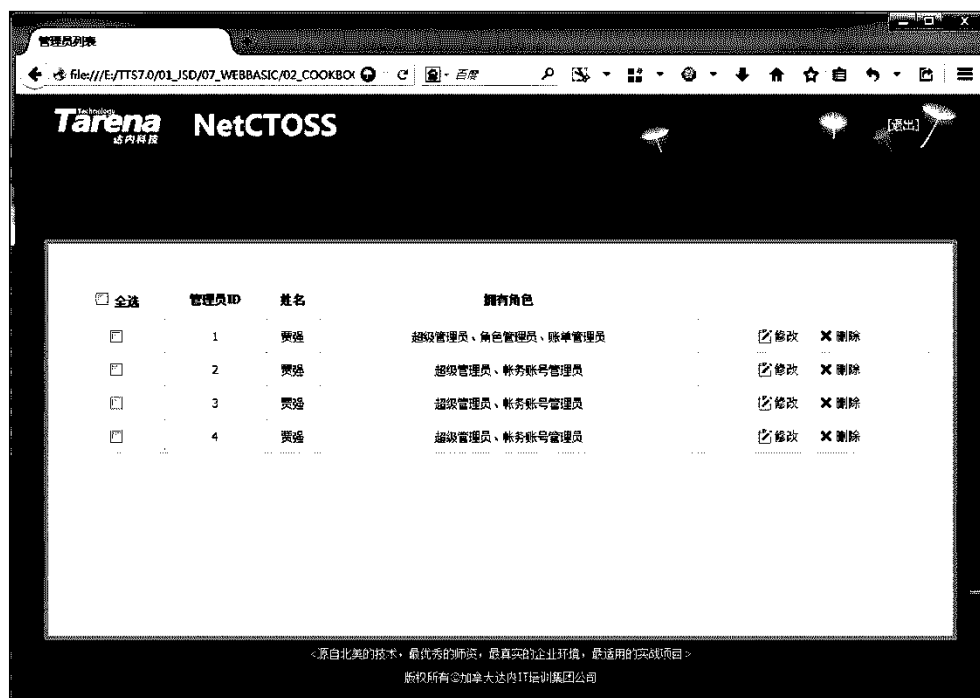 管理员列表
file:///E:/TTS7.0/01_JSD/07_WEBBASIC/02_COOKBO
百度
Technology
Tarena
达内科技
NetCTOSS
[退出]
全选 管理员ID 姓名 拥有角色
1 贾强 超级管理员、角色管理员、账单管理员 修改 删除
2 贾强 超级管理员、帐务账号管理员 修改 删除
3 贾强 超级管理员、帐务账号管理员 修改 删除
4 贾强 超级管理员、帐务账号管理员 修改 删除
<源自北美的技术，最优秀的师资，最真实的企业环境，最适用的实战项目>
版权所有©加拿大达内IT培训集团公司